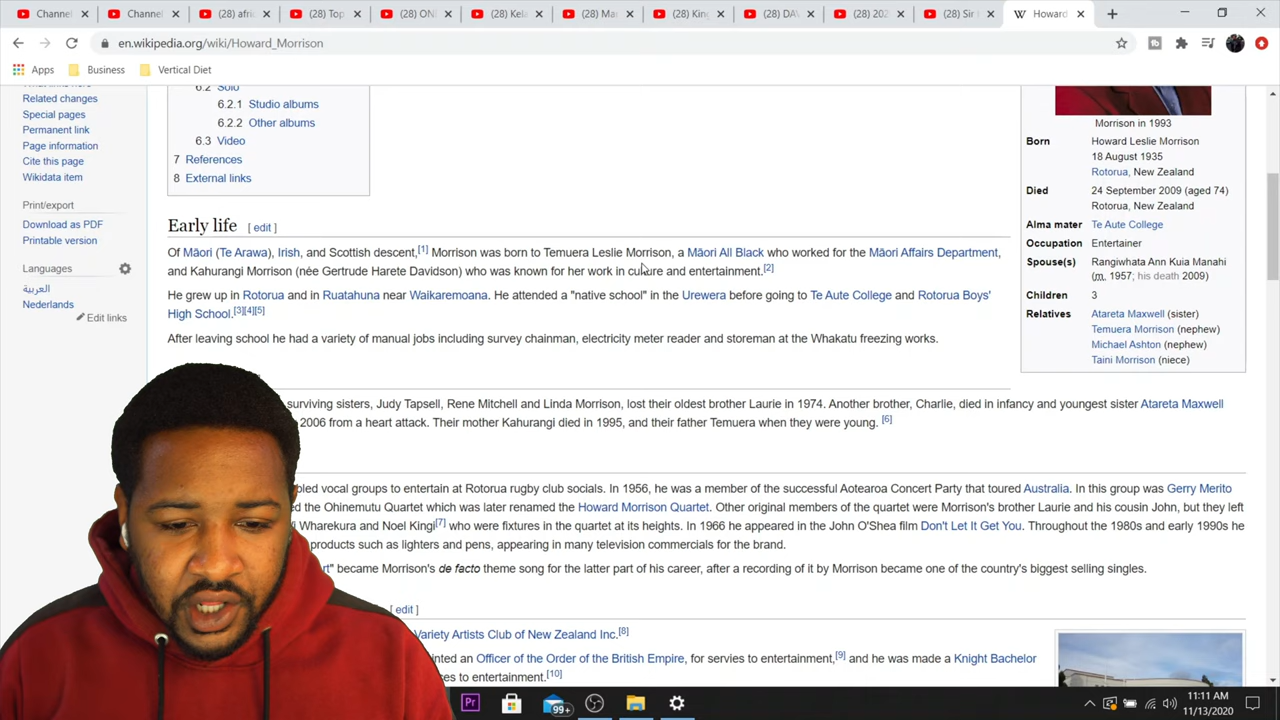 Channel
Channel
(28) afric
(28) Top
(28) ONE
(28) Kela
(28) Mar
(28) King
(28) DAV
(28) 202
(28) Sir
Howard
en.wikipedia.org/wiki/Howard_Morrison
Apps Business Vertical Diet
What links here
Related changes
Special pages
Permanent link
Page information
Cite this page
Wikidata item
Print/export
Download as PDF
Printable version
Languages
العربية
Nederlands
Edit links
6.2 Solo
6.2.1 Studio albums
6.2.2 Other albums
6.3 Video
7 References
8 External links
Early life [ edit ]
Of Māori (Te Arawa), Irish, and Scottish descent,[1] Morrison was born to Temuera Leslie Morrison, a Māori All Black who worked for the Māori Affairs Department,
and Kahurangi Morrison (née Gertrude Harete Davidson) who was known for her work in culture and entertainment.[2]
He grew up in Rotorua and in Ruatahuna near Waikaremoana. He attended a "native school" in the Urewera before going to Te Aute College and Rotorua Boys'
High School.[3][4][5]
After leaving school he had a variety of manual jobs including survey chainman, electricity meter reader and storeman at the Whakatu freezing works.
surviving sisters, Judy Tapsell, Rene Mitchell and Linda Morrison, lost their oldest brother Laurie in 1974. Another brother, Charlie, died in infancy and youngest sister Atareta Maxwell
2006 from a heart attack. Their mother Kahurangi died in 1995, and their father Temuera when they were young. [6]
bled vocal groups to entertain at Rotorua rugby club socials. In 1956, he was a member of the successful Aotearoa Concert Party that toured Australia. In this group was Gerry Merito
ed the Ohinemutu Quartet which was later renamed the Howard Morrison Quartet. Other original members of the quartet were Morrison's brother Laurie and his cousin John, but they left
Wharekura and Noel Kingi[7] who were fixtures in the quartet at its heights. In 1966 he appeared in the John O'Shea film Don't Let It Get You. Throughout the 1980s and early 1990s he
products such as lighters and pens, appearing in many television commercials for the brand.
rt" became Morrison's de facto theme song for the latter part of his career, after a recording of it by Morrison became one of the country's biggest selling singles.
[ edit ]
Variety Artists Club of New Zealand Inc.[8]
inted an Officer of the Order of the British Empire, for servies to entertainment,[9] and he was made a Knight Bachelor
es to entertainment.[10]
Morrison in 1993
Born Howard Leslie Morrison
18 August 1935
Rotorua, New Zealand
Died 24 September 2009 (aged 74)
Rotorua, New Zealand
Alma mater Te Aute College
Occupation Entertainer
Spouse(s) Rangiwhata Ann Kuia Manahi
(m. 1957; his death 2009)
Children 3
Relatives Atareta Maxwell (sister)
Temuera Morrison (nephew)
Michael Ashton (nephew)
Taini Morrison (niece)
Pr
99+
11:11 AM
11/13/2020